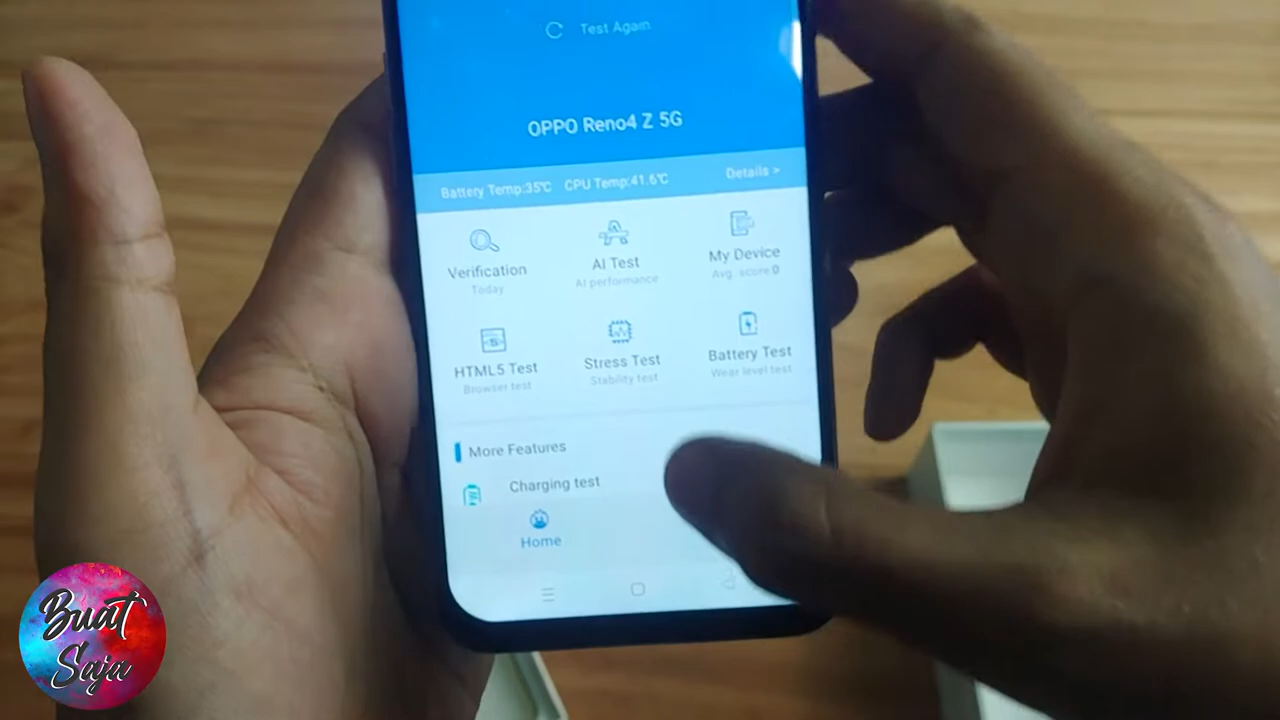 Test Again
OPPO Reno4 Z 5G
Battery Temp:35℃ CPU Temp:41.6℃ Details >
Verification
Today
AI Test
AI performance
My Device
Avg. score 0
HTML5 Test
Browser test
Stress Test
Stability test
Battery Test
Wear level test
More Features
Charging test
Home
Buat
Saja